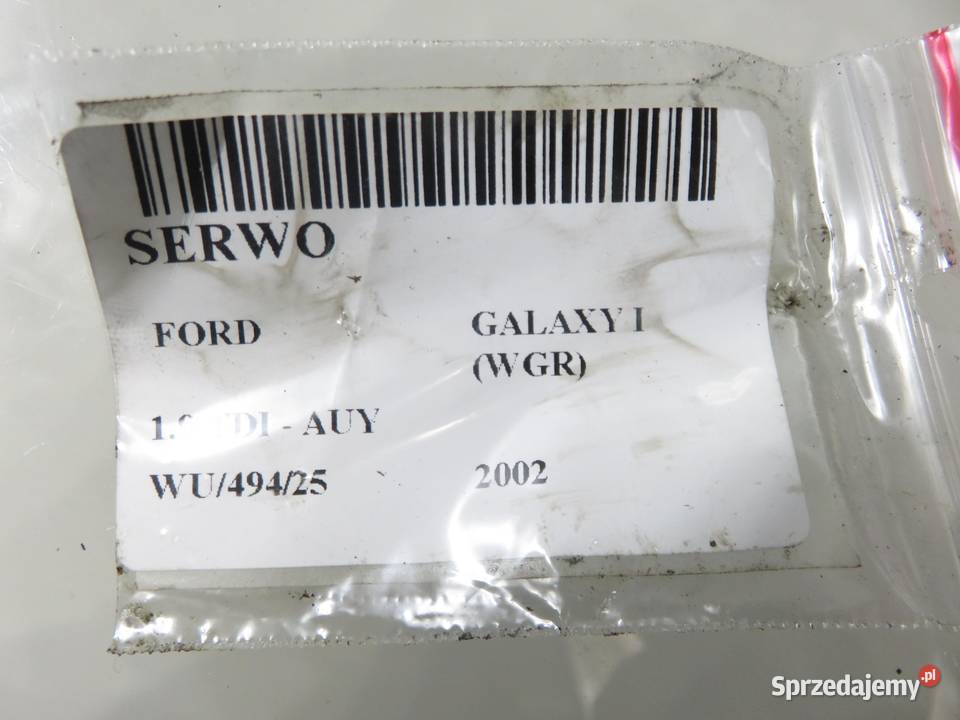 SERWO
FORD GALAXY I
(WGR)
- AUY
WU/494/25 2002
Sprzedajemy.pl